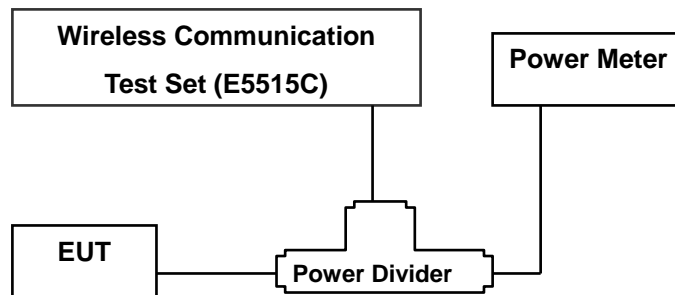 Wireless Communication
Test Set (E5515C)
Power Meter
EUT
Power Divider